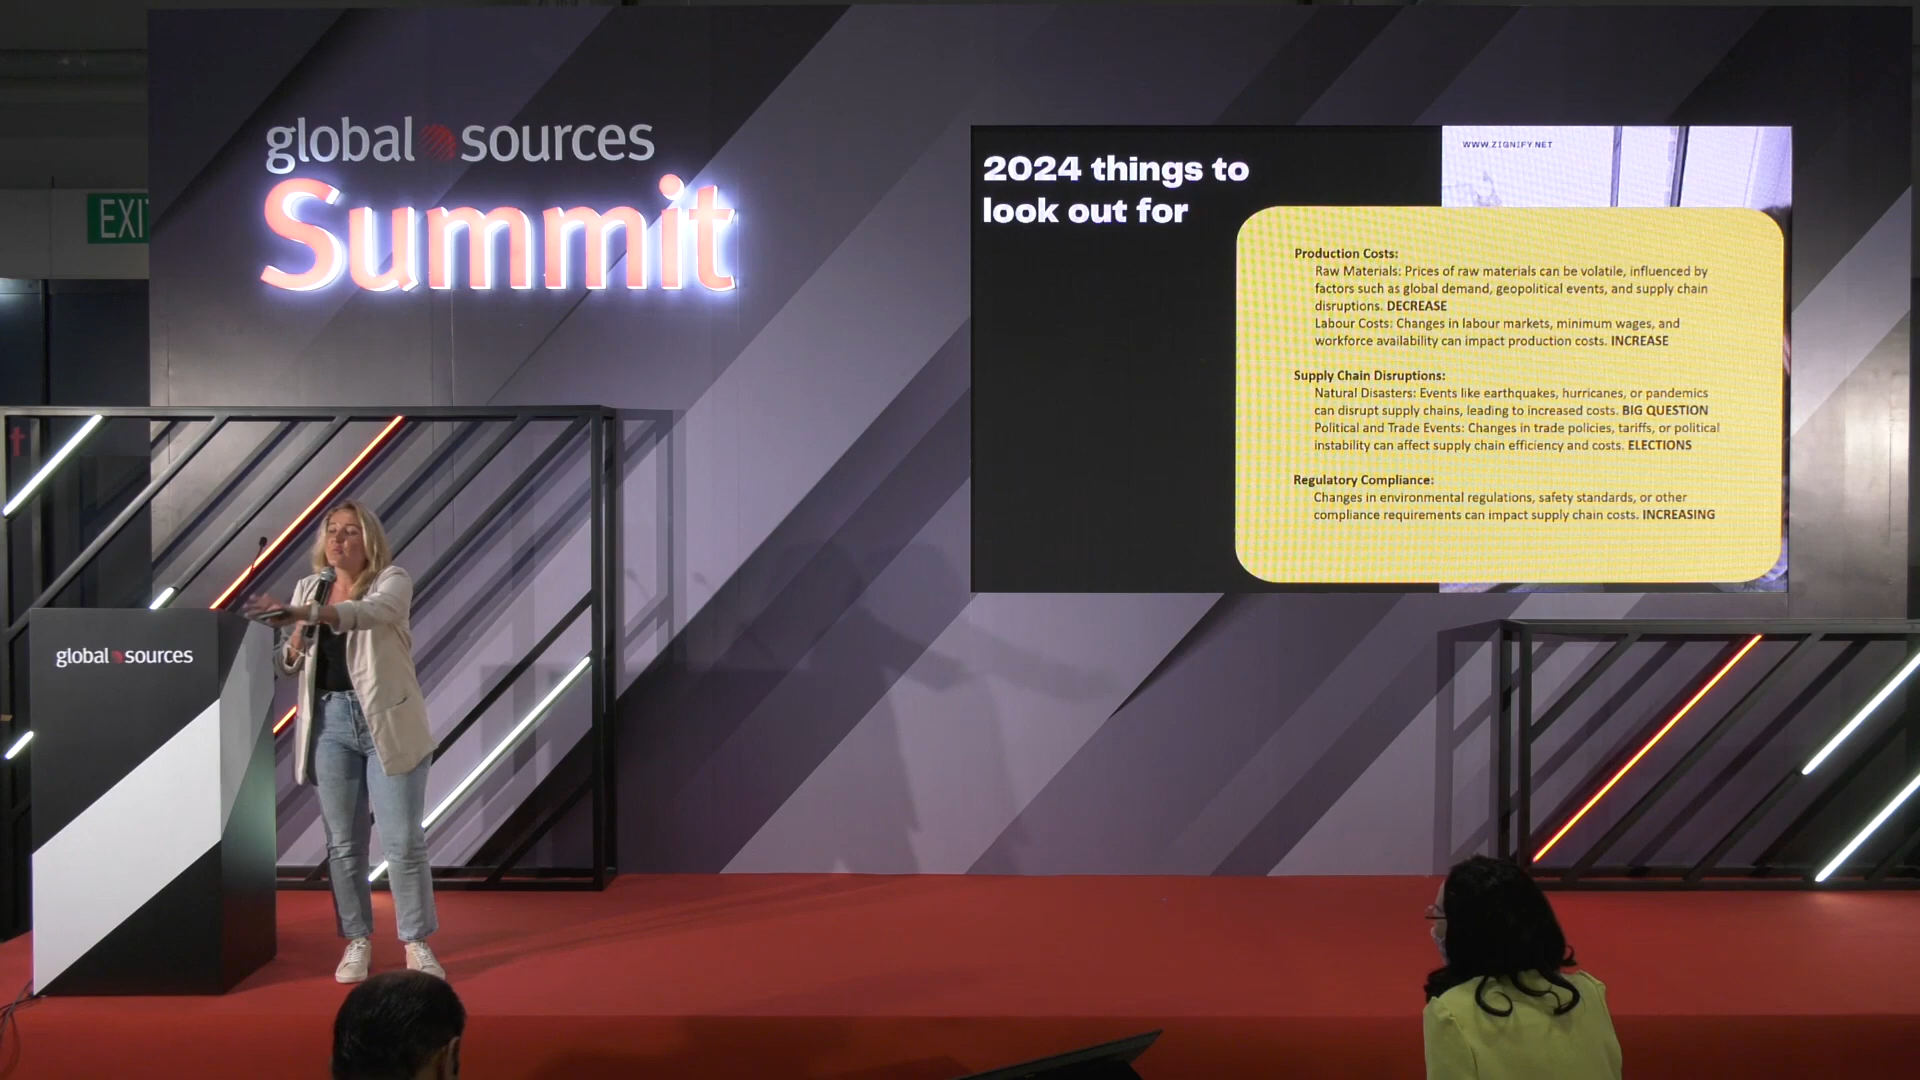 global sources
Summit
EXI
t
global sources
2024 things to
look out for
WWW.ZIGNIFY.NET
Production Costs:
Raw Materials: Prices of raw materials can be volatile, influenced by
factors such as global demand, geopolitical events, and supply chain
disruptions. DECREASE
Labour Costs: Changes in labour markets, minimum wages, and
workforce availability can impact production costs. INCREASE
Supply Chain Disruptions:
Natural Disasters: Events like earthquakes, hurricanes, or pandemics
can disrupt supply chains, leading to increased costs. BIG QUESTION
Political and Trade Events: Changes in trade policies, tariffs, or political
instability can affect supply chain efficiency and costs. ELECTIONS
Regulatory Compliance:
Changes in environmental regulations, safety standards, or other
compliance requirements can impact supply chain costs. INCREASING